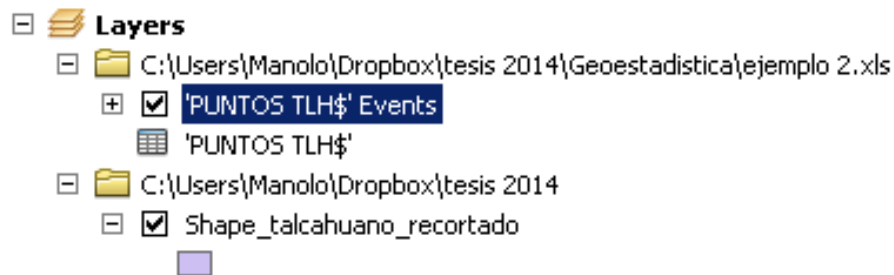 Layers
C:\Users\Manolo\Dropbox\tesis 2014\Geoestadistica\ejemplo 2.xls
'PUNTOS TLH$' Events
'PUNTOS TLH$'
C:\Users\Manolo\Dropbox\tesis 2014
Shape_talcahuano_recortado